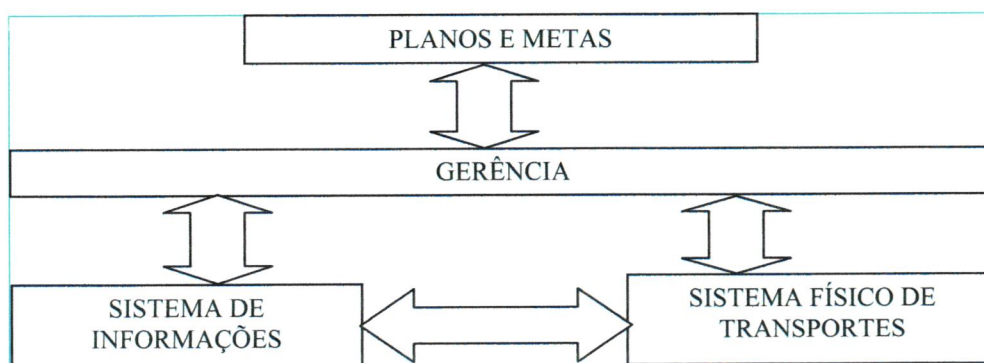 PLANOS E METAS
GERÊNCIA
SISTEMA DE
INFORMAÇÕES
SISTEMA FÍSICO DE
TRANSPORTES